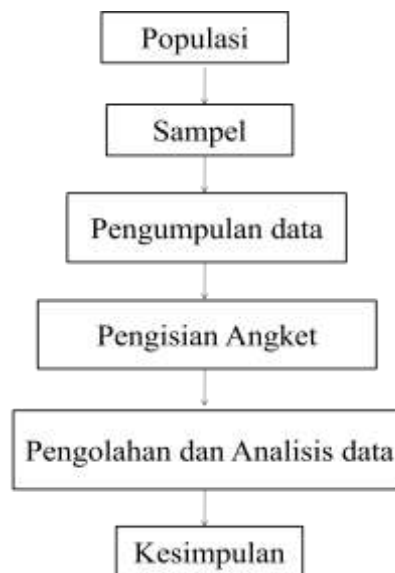 Populasi
Sampel
Pengumpulan data
Pengisian Angket
Pengolahan dan Analisis data
Kesimpulan